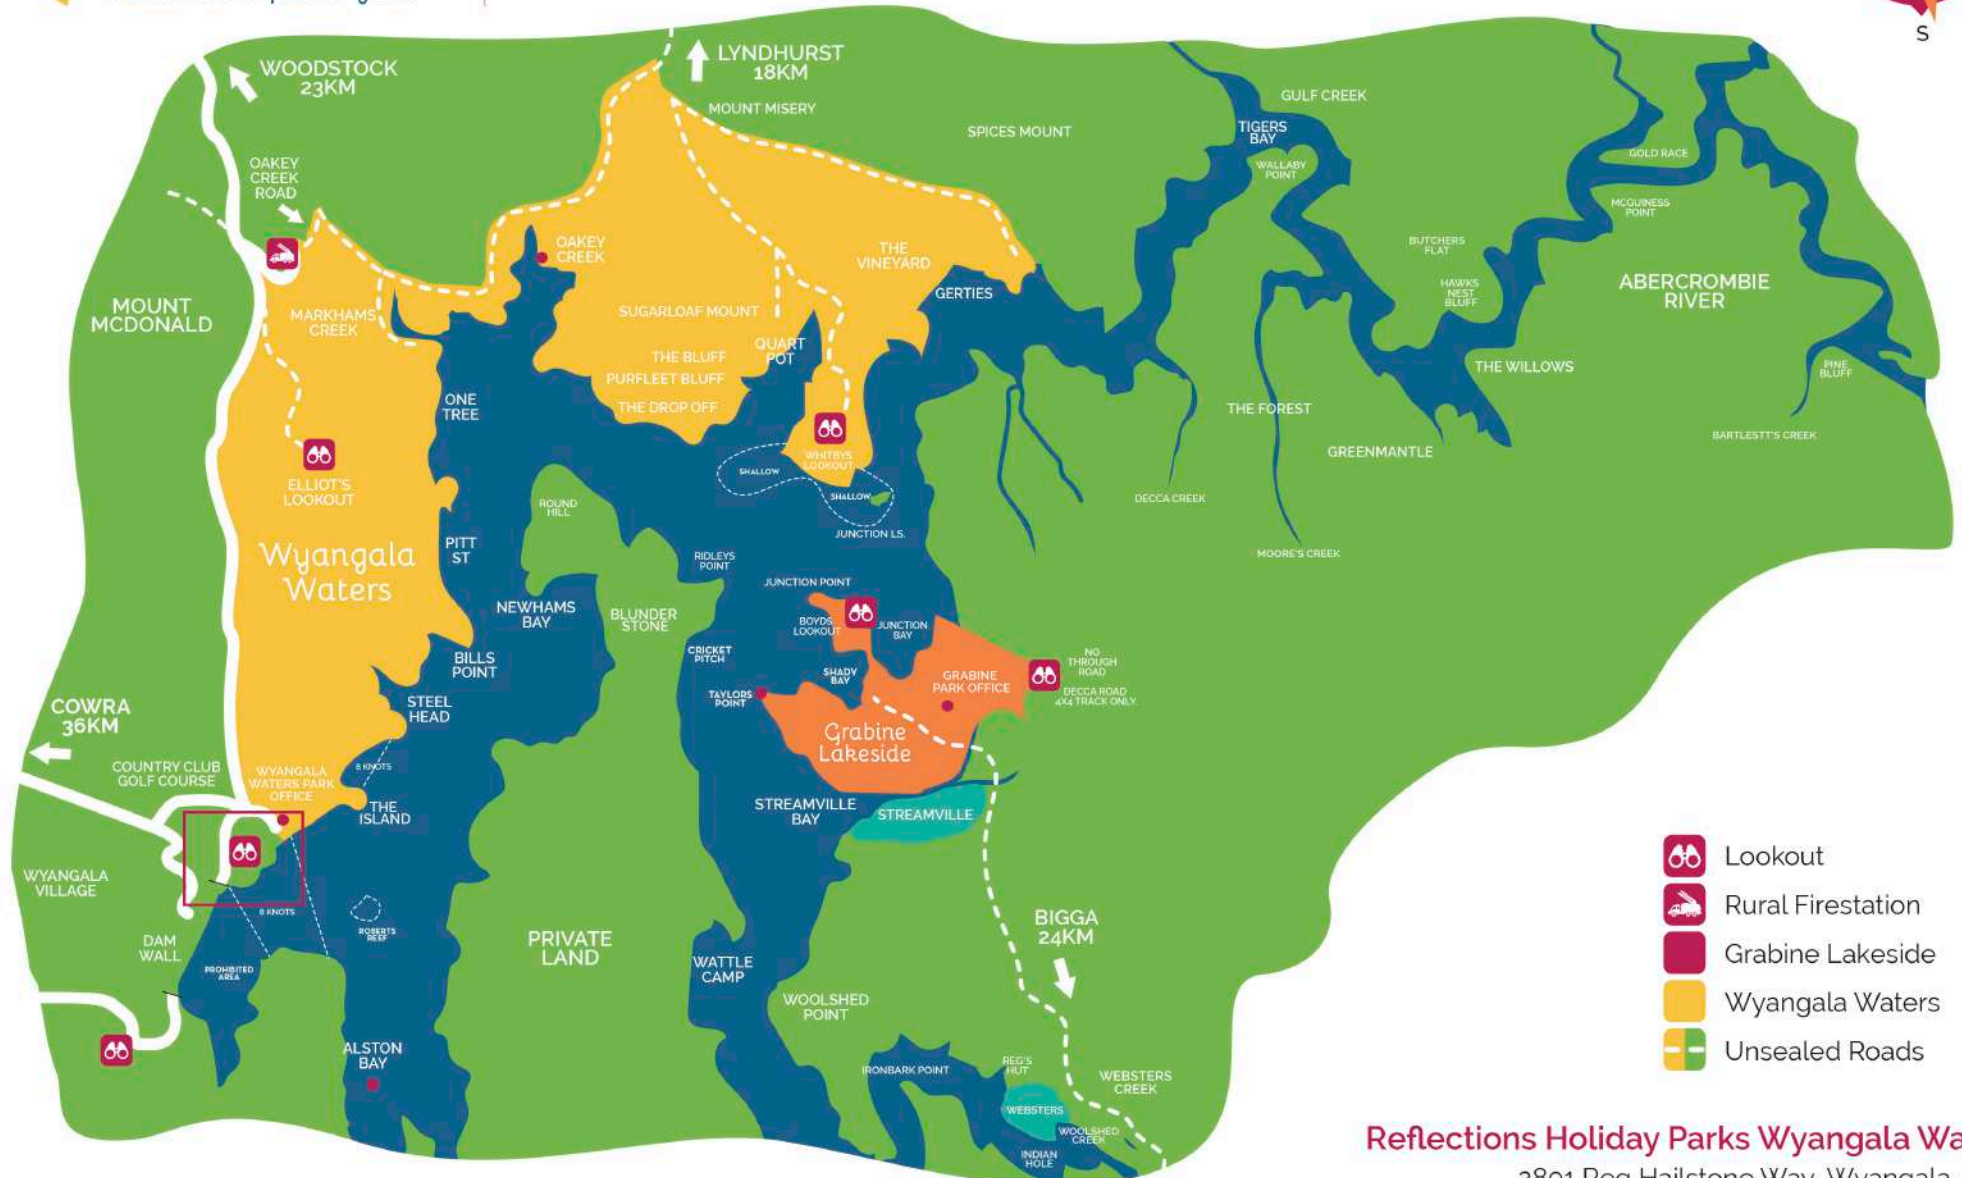 S
WOODSTOCK
23KM
LYNDHURST
18KM
MOUNT MISERY
SPICES MOUNT
GULF CREEK
TIGERS
BAY
WALLABY
POINT
GOLD RACE
MCGUINESS
POINT
OAKEY
CREEK
ROAD
OAKEY
CREEK
THE
VINEYARD
GERTIES
BUTCHERS
FLAT
HAWKS
NEST
BLUFF
ABERCROMBIE
RIVER
MOUNT
MCDONALD
MARKHAMS
CREEK
SUGARLOAF MOUNT
QUART
POT
THE BLUFF
PURFLEET BLUFF
THE DROP OFF
THE WILLOWS
PINE
BLUFF
ONE
TREE
THE FOREST
GREENMANTLE
BARTLESTT'S CREEK
ELLIOT'S
LOOKOUT
WHITBYS
LOOKOUT
SHALLOW
SHALLOW
ROUND
HILL
DECCA CREEK
JUNCTION LS.
MOORE'S CREEK
Wyangala
Waters
PITT
ST
RIDLEYS
POINT
JUNCTION POINT
NEWHAMS
BAY
BLUNDER
STONE
BOYDS
LOOKOUT
JUNCTION
BAY
CRICKET
PITCH
BILLS
POINT
SHADY
BAY
GRABINE
PARK OFFICE
NO
THROUGH
ROAD
DECCA ROAD
4X4 TRACK ONLY.
TAYLORS
POINT
STEEL
HEAD
COWRA
36KM
Grabine
Lakeside
COUNTRY CLUB
GOLF COURSE
WYANGALA
WATERS PARK
OFFICE
8 KNOTS
THE
ISLAND
STREAMVILLE
BAY
STREAMVILLE
WYANGALA
VILLAGE
8 KNOTS
ROBERTS
REEF
DAM
WALL
PROHIBITED
AREA
PRIVATE
LAND
WATTLE
CAMP
BIGGA
24KM
WOOLSHED
POINT
ALSTON
BAY
IRONBARK POINT
REG'S
HUT
WEBSTERS
CREEK
WEBSTERS
WOOLSHED
CREEK
INDIAN
HOLE
Lookout
Rural Firestation
Grabine Lakeside
Wyangala Waters
Unsealed Roads
Reflections Holiday Parks Wyangala Wa
2891 Reg Hailstone Way, Wyangala